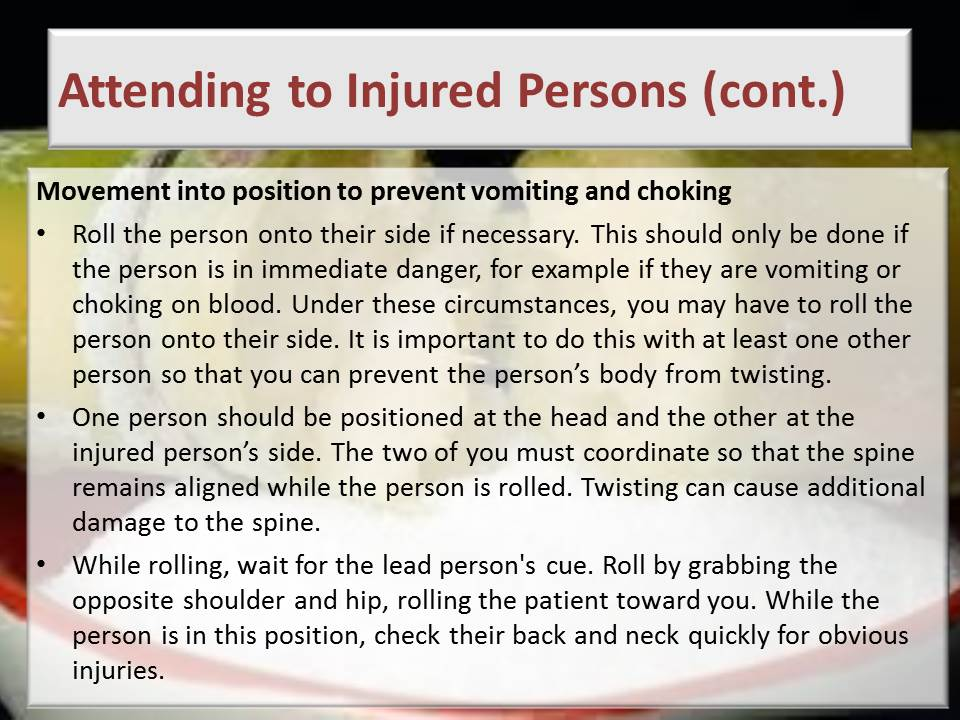 Attending to Injured Persons (cont.)
Movement into position to prevent vomiting and choking
• Roll the person onto their side if necessary. This should only be done if
the person is in immediate danger, for example if they are vomiting or
choking on blood. Under these circumstances, you may have to roll the
person onto their side. It is important to do this with at least one other
person so that you can prevent the person’s body from twisting.
• One person should be positioned at the head and the other at the
injured person’s side. The two of you must coordinate so that the spine
remains aligned while the person is rolled. Twisting can cause additional
damage to the spine.
• While rolling, wait for the lead person's cue. Roll by grabbing the
opposite shoulder and hip, rolling the patient toward you. While the
person is in this position, check their back and neck quickly for obvious
injuries.